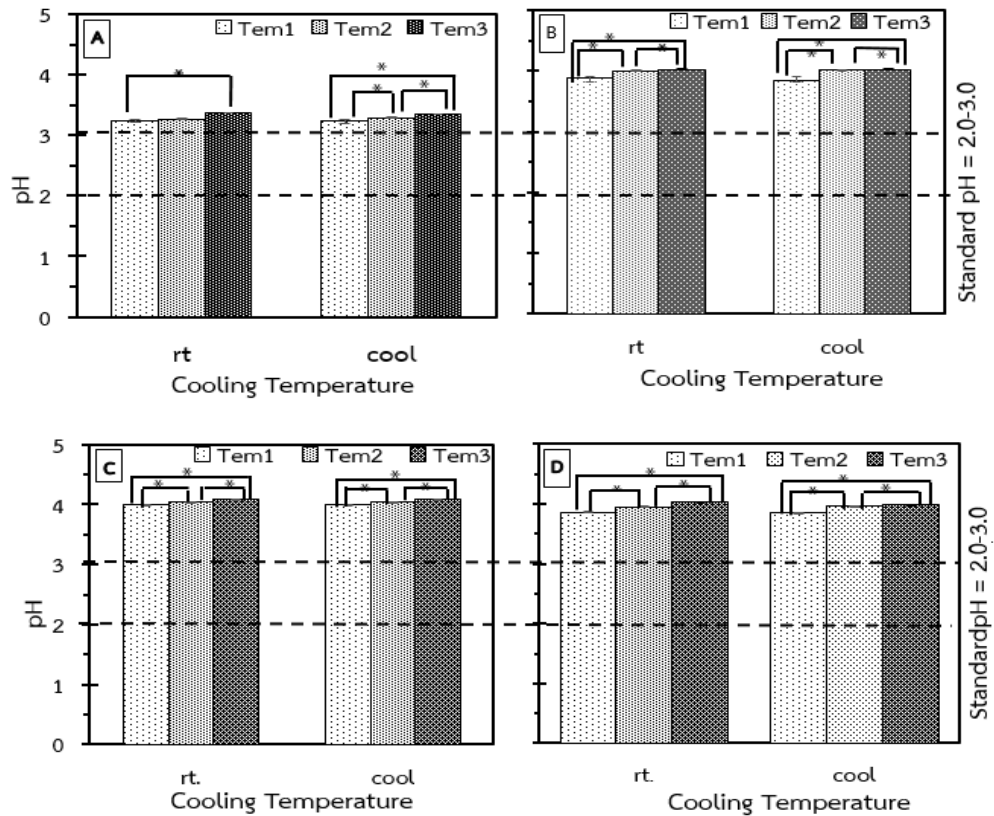 A
Tem1 Tem2 Tem3
*
*
*
*
5
4
3
2
1
0
pH
rt cool
Cooling Temperature
B
Tem1 Tem2 Tem3
*
*
*
*
*
*
rt cool
Cooling Temperature
Standard pH = 2.0-3.0
C
Tem1 Tem2 Tem3
*
*
*
*
*
*
5
4
3
2
1
0
pH
rt. cool
Cooling Temperature
D
Tem1 Tem2 Tem3
*
*
*
*
*
*
rt. cool
Cooling Temperature
StandardpH = 2.0-3.0